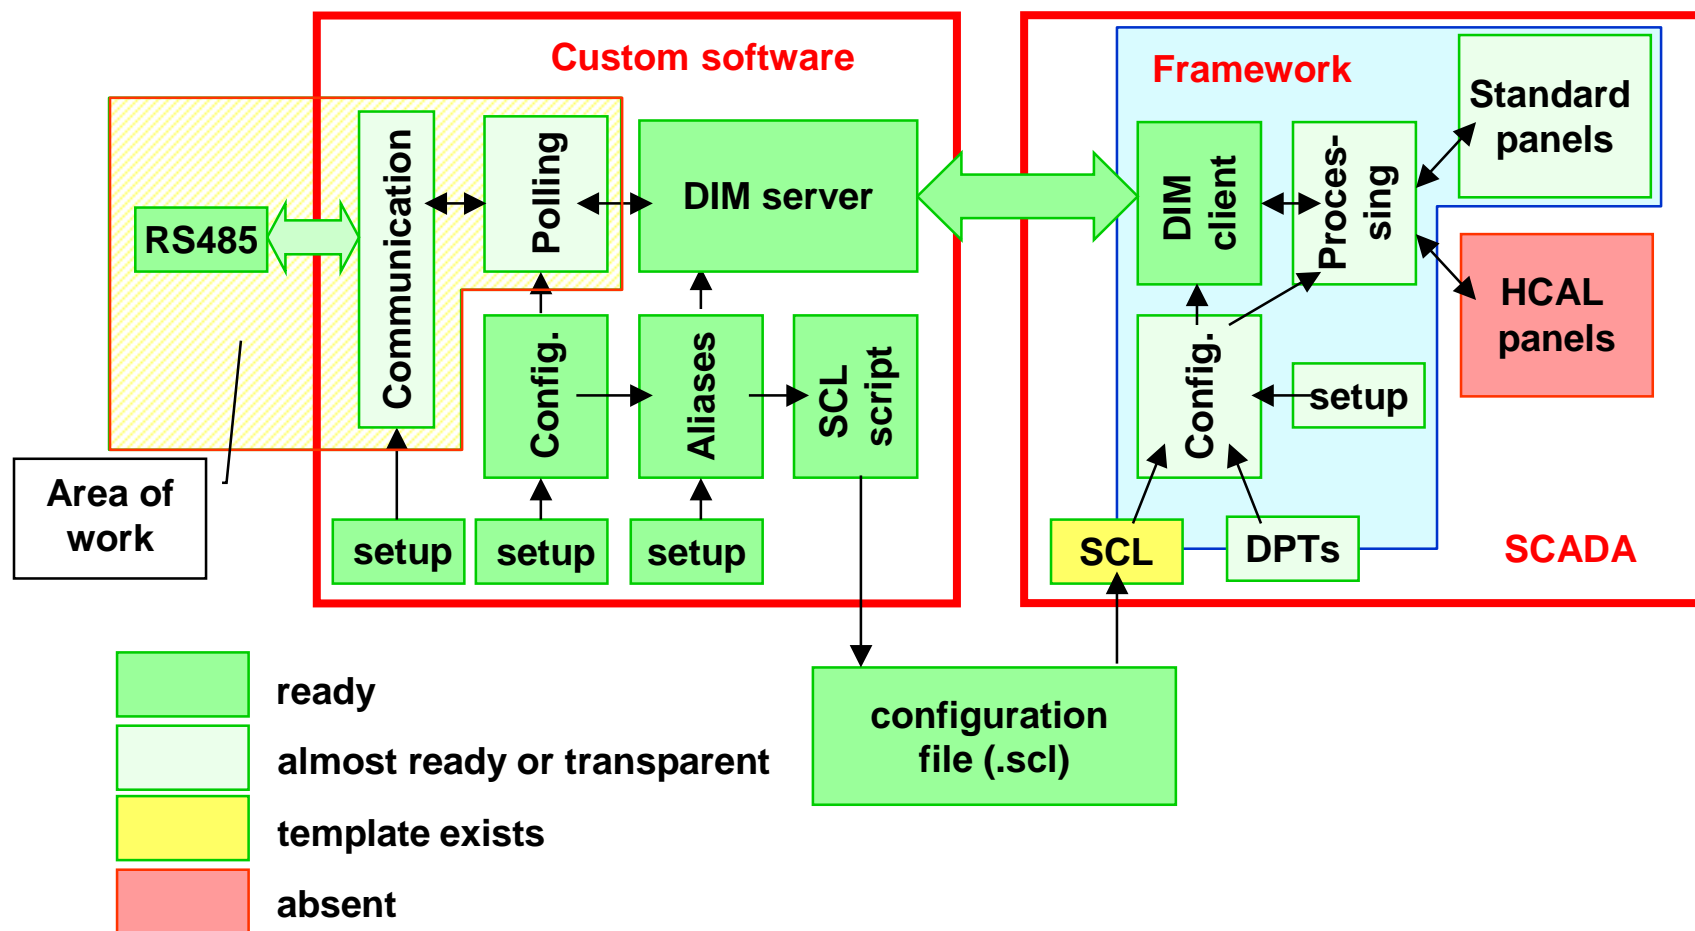 Custom software
Framework
Standard
panels
Communication
Polling
DIM server
DIM
client
Proces-
sing
RS485
HCAL
panels
Config.
Aliases
SCL
script
Config.
setup
Area of
work
setup
setup
setup
SCL
DPTs
SCADA
ready
configuration
file (.scl)
almost ready or transparent
template exists
absent